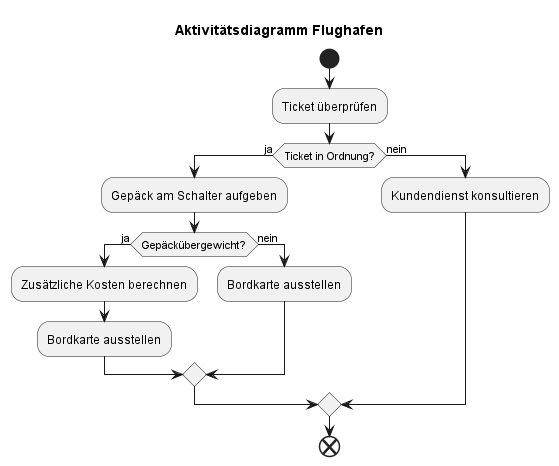 Aktivitätsdiagramm Flughafen
Ticket überprüfen
ja
Ticket in Ordnung?
nein
Gepäck am Schalter aufgeben
Kundendienst konsultieren
ja
Gepäckübergewicht?
nein
Zusätzliche Kosten berechnen
Bordkarte ausstellen
Bordkarte ausstellen